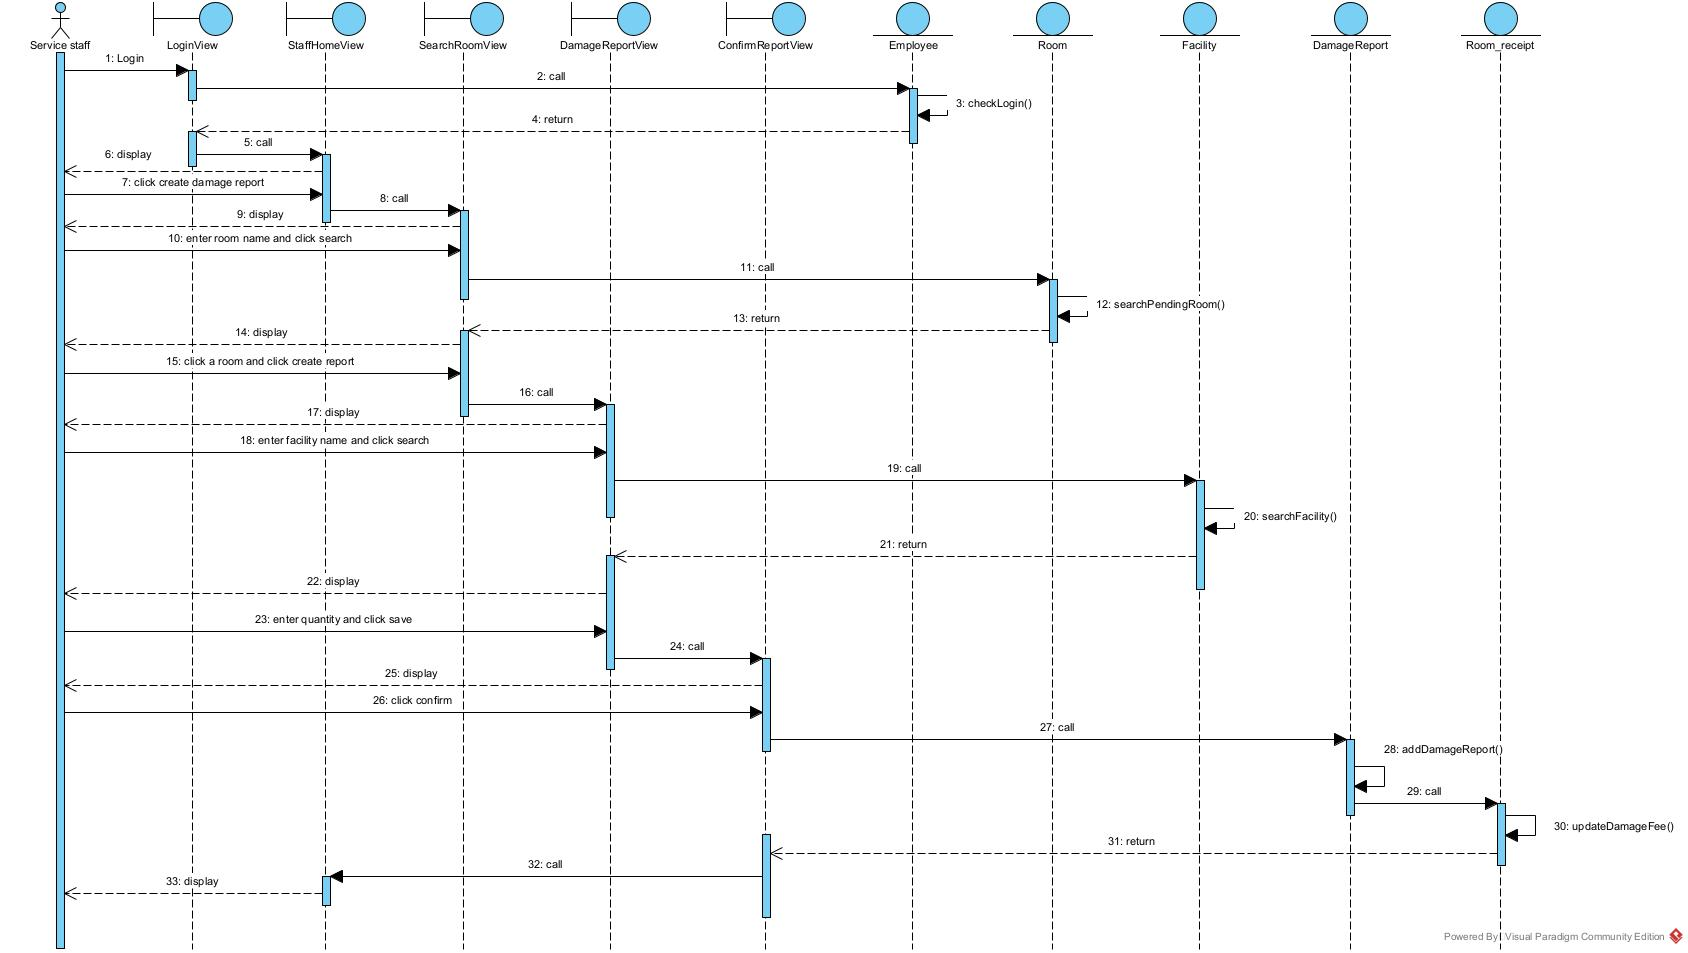 Service staff
LoginView
StaffHomeView
SearchRoomView
DamageReportView
ConfirmReportView
Employee
Room
Facility
DamageReport
Room_receipt
1: Login
2: call
3: checkLogin()
4: return
5: call
6: display
7: click create damage report
8: call
9: display
10: enter room name and click search
11: call
12: searchPendingRoom()
13: return
14: display
15: click a room and click create report
16: call
17: display
18: enter facility name and click search
19: call
20: searchFacility()
21: return
22: display
23: enter quantity and click save
24: call
25: display
26: click confirm
27: call
28: addDamageReport()
29: call
30: updateDamageFee()
31: return
32: call
33: display
Powered By Visual Paradigm Community Edition